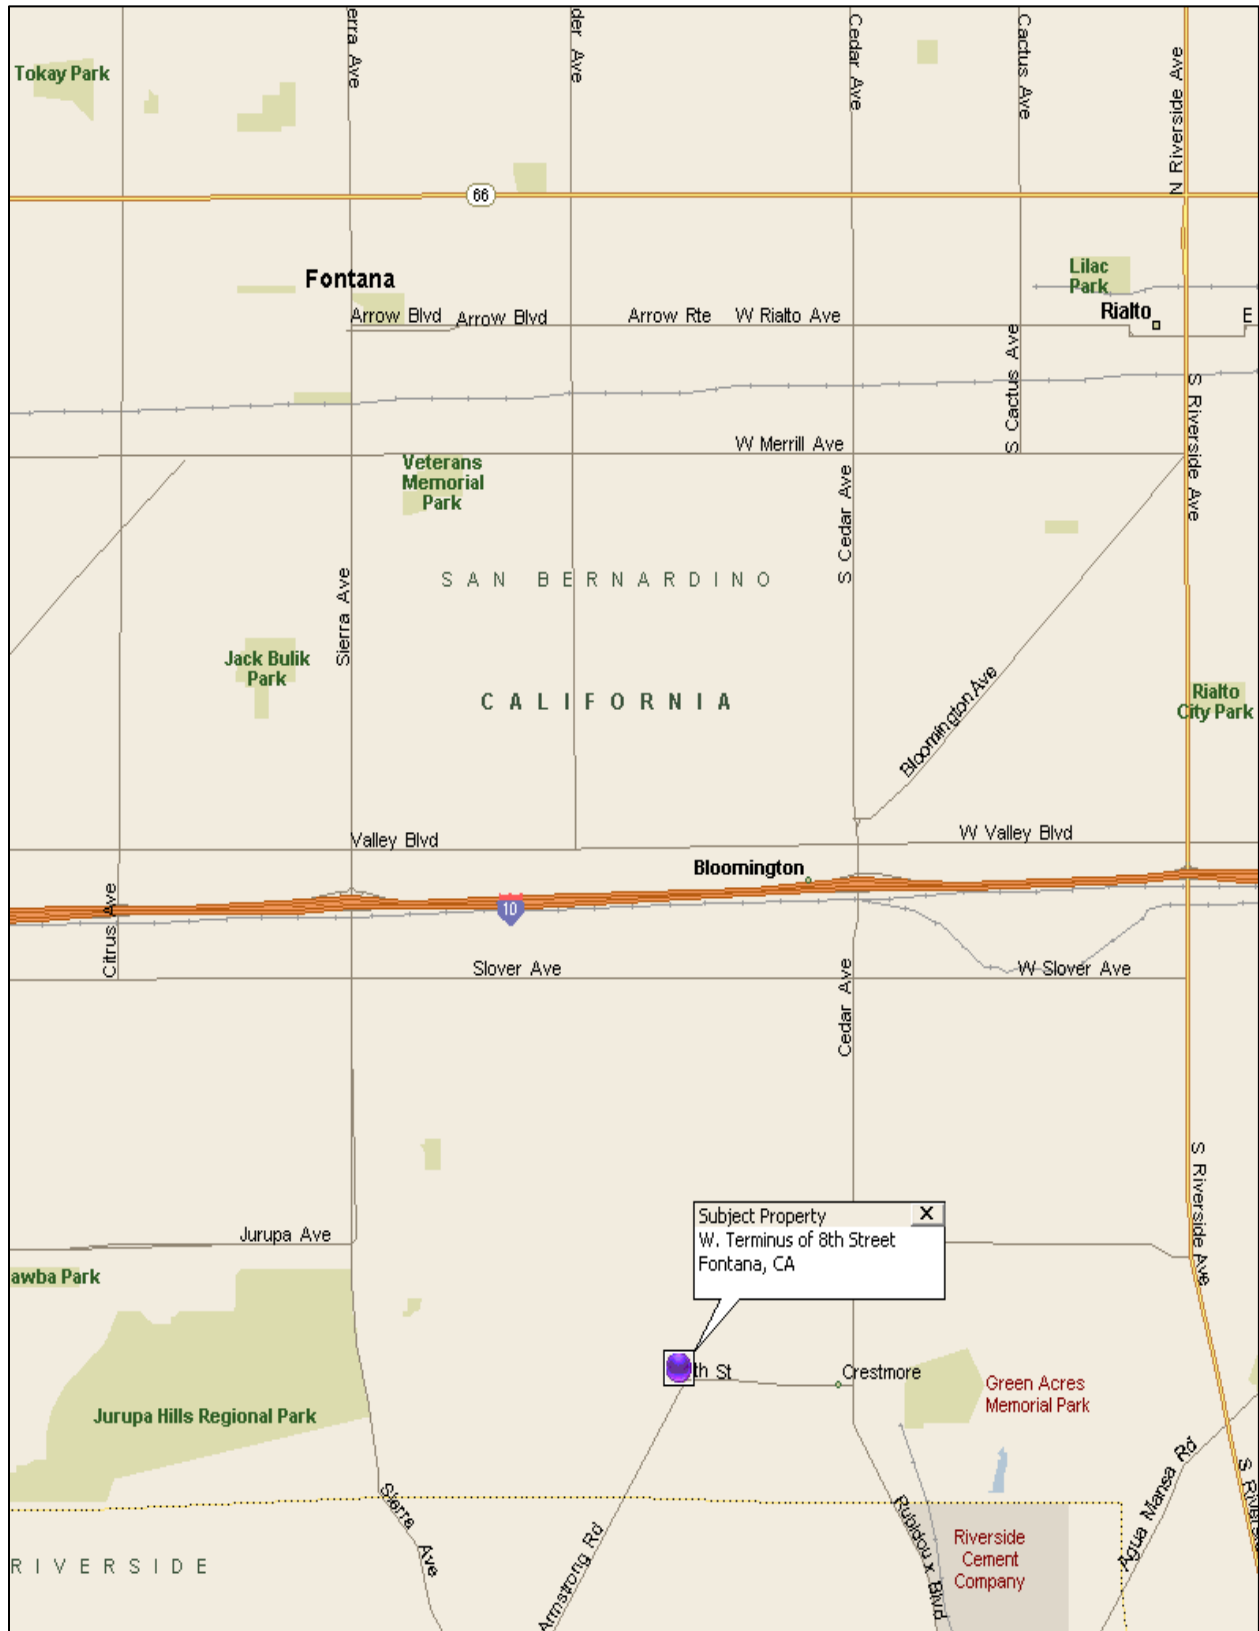 erra Ave
der Ave
Cedar Ave
Cactus Ave
N Riverside Ave
Tokay Park
66
Fontana
Lilac
Park
Arrow Blvd
Arrow Blvd
Arrow Rte
W Rialto Ave
Rialto
E
S Cactus Ave
S Riverside Ave
W Merrill Ave
Veterans
Memorial
Park
S Cedar Ave
SAN BERNARDINO
Sierra Ave
Jack Bulik
Park
CALIFORNIA
Bloomington Ave
Rialto
City Park
Valley Blvd
W Valley Blvd
Bloomington
Citrus Ave
10
Slover Ave
W Slover Ave
Cedar Ave
S Riverside Ave
Jurupa Ave
Subject Property
X
W. Terminus of 8th Street
Fontana, CA
awba Park
th St
Crestmore
Green Acres
Memorial Park
Jurupa Hills Regional Park
Sierra Ave
Armstrong Rd
Rubidoux Blvd
Agua Mansa Rd
RIVERSIDE
Riverside
Cement
Company